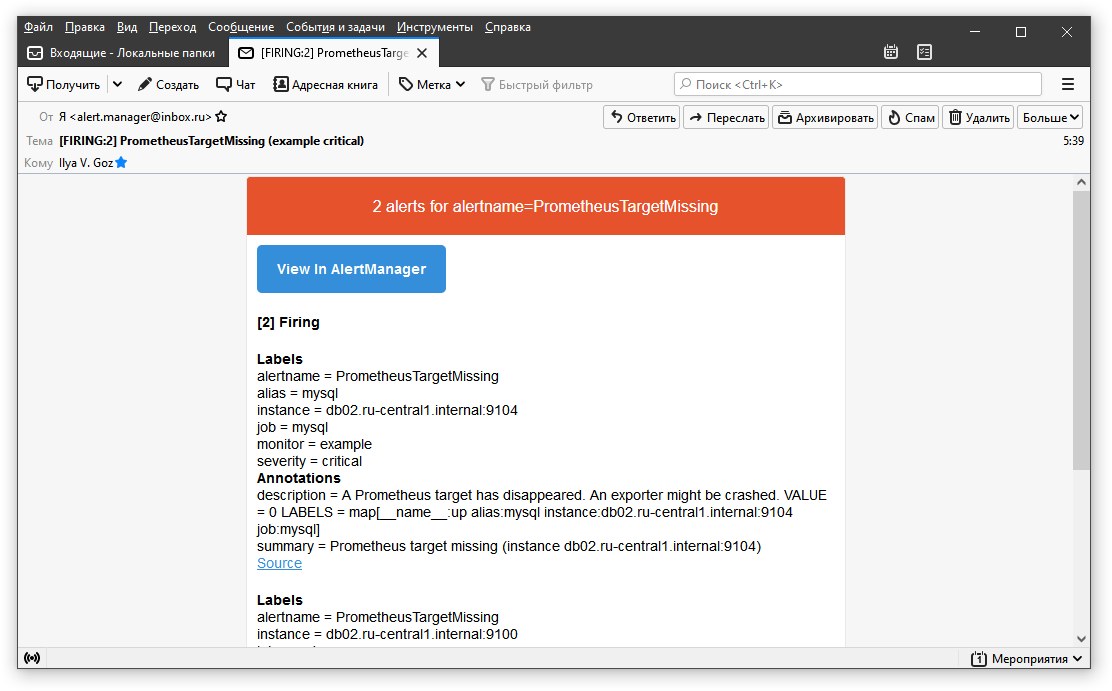 Файл Правка Вид Переход Сообщение События и задачи Инструменты Справка
Входящие - Локальные папки [FIRING:2] PrometheusTarge
Получить Создать Чат Адресная книга Метка Быстрый фильтр Поиск <Ctrl+K>
От Я <alert.manager@inbox.ru> Ответить Переслать Архивировать Спам Удалить Больше
Тема [FIRING:2] PrometheusTargetMissing (example critical) 5:39
Кому Ilya V. Goz
2 alerts for alertname=PrometheusTargetMissing
View In AlertManager
[2] Firing
Labels
alertname = PrometheusTargetMissing
alias = mysql
instance = db02.ru-central1.internal:9104
job = mysql
monitor = example
severity = critical
Annotations
description = A Prometheus target has disappeared. An exporter might be crashed. VALUE
= 0 LABELS = map[__name__:up alias:mysql instance:db02.ru-central1.internal:9104
job:mysql]
summary = Prometheus target missing (instance db02.ru-central1.internal:9104)
Source
Labels
alertname = PrometheusTargetMissing
instance = db02.ru-central1.internal:9100
1 Мероприятия